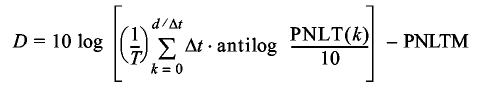 D = 10 log [(1/T) ∑_{k = 0}^{d/Δt} Δt · antilog PNLT(k)/10] − PNLTM